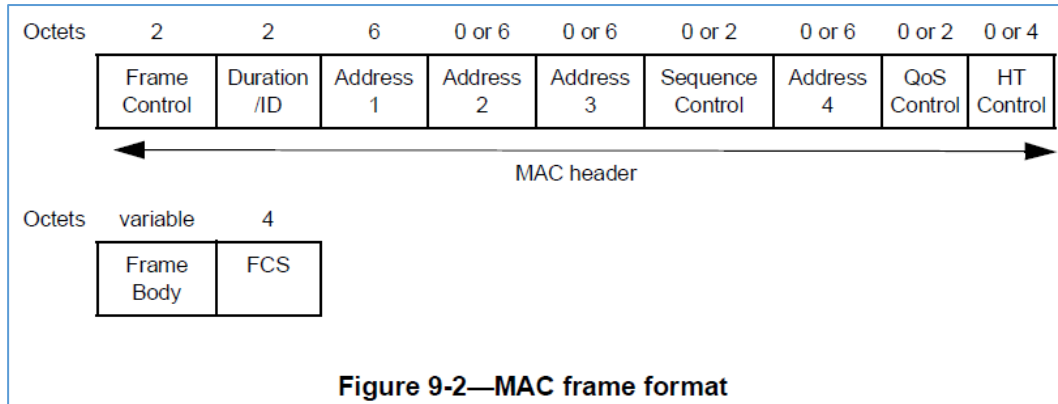 Octets 2 2 6 0 or 6 0 or 6 0 or 2 0 or 6 0 or 2 0 or 4
Frame Duration Address Address Address Sequence Address QoS HT
Control /ID 1 2 3 Control 4 Control Control
MAC header
Octets variable 4
Frame FCS
Body
Figure 9-2—MAC frame format